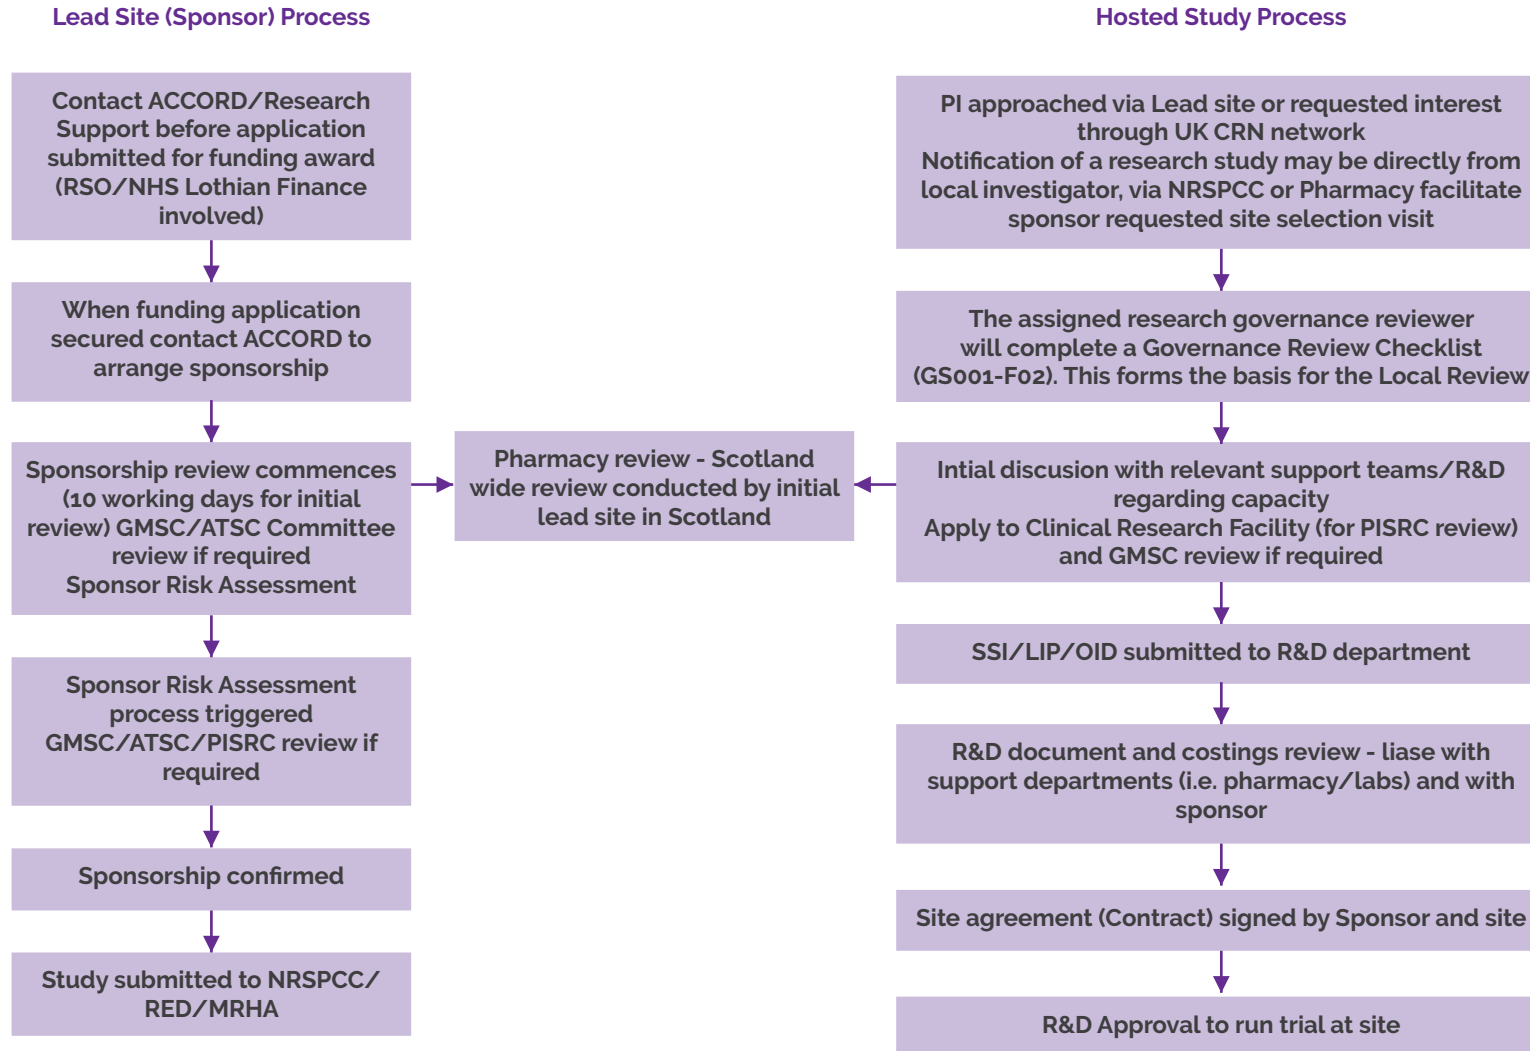 Lead Site (Sponsor) Process
Contact ACCORD/Research
Support before application
submitted for funding award
(RSO/NHS Lothian Finance
involved)
When funding application
secured contact ACCORD to
arrange sponsorship
Sponsorship review commences
(10 working days for initial
review) GMSC/ATSC Committee
review if required
Sponsor Risk Assessment
Sponsor Risk Assessment
process triggered
GMSC/ATSC/PISRC review if
required
Sponsorship confirmed
Study submitted to NRSPCC/
RED/MRHA
Pharmacy review - Scotland
wide review conducted by initial
lead site in Scotland
Hosted Study Process
PI approached via Lead site or requested interest
through UK CRN network
Notification of a research study may be directly from
local investigator, via NRSPCC or Pharmacy facilitate
sponsor requested site selection visit
The assigned research governance reviewer
will complete a Governance Review Checklist
(GS001-F02). This forms the basis for the Local Review
Intial discusion with relevant support teams/R&D
regarding capacity
Apply to Clinical Research Facility (for PISRC review)
and GMSC review if required
SSI/LIP/OID submitted to R&D department
R&D document and costings review - liase with
support departments (i.e. pharmacy/labs) and with
sponsor
Site agreement (Contract) signed by Sponsor and site
R&D Approval to run trial at site